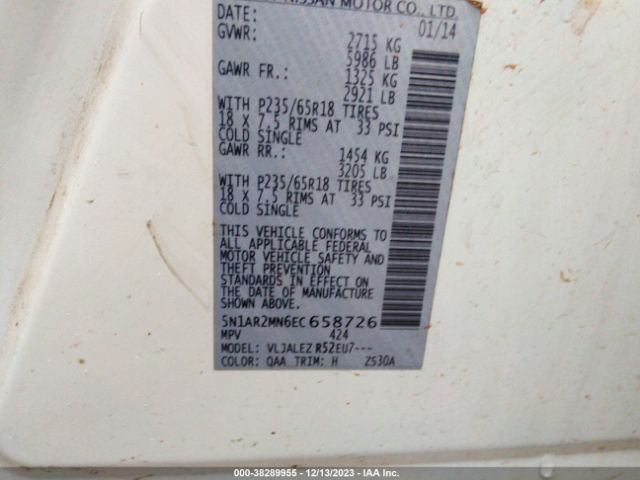 NISSAN MOTOR CO., LTD.
DATE: 01/14
GVWR: 2715 KG
5986 LB
GAWR FR.: 1325 KG
2921 LB
WITH P235/65R18 TIRES
18 X 7.5 RIMS AT 33 PSI
COLD SINGLE
GAWR RR.: 1454 KG
3205 LB
WITH P235/65R18 TIRES
18 X 7.5 RIMS AT 33 PSI
COLD SINGLE
THIS VEHICLE CONFORMS TO
ALL APPLICABLE FEDERAL
MOTOR VEHICLE SAFETY AND
THEFT PREVENTION
STANDARDS IN EFFECT ON
THE DATE OF MANUFACTURE
SHOWN ABOVE.
5N1AR2MN6EC658726
MPV 424
MODEL: VLJALEZ R52EU7---
COLOR: QAA TRIM: H ZS30A
000-38289955 - 12/13/2023 - IAA Inc.